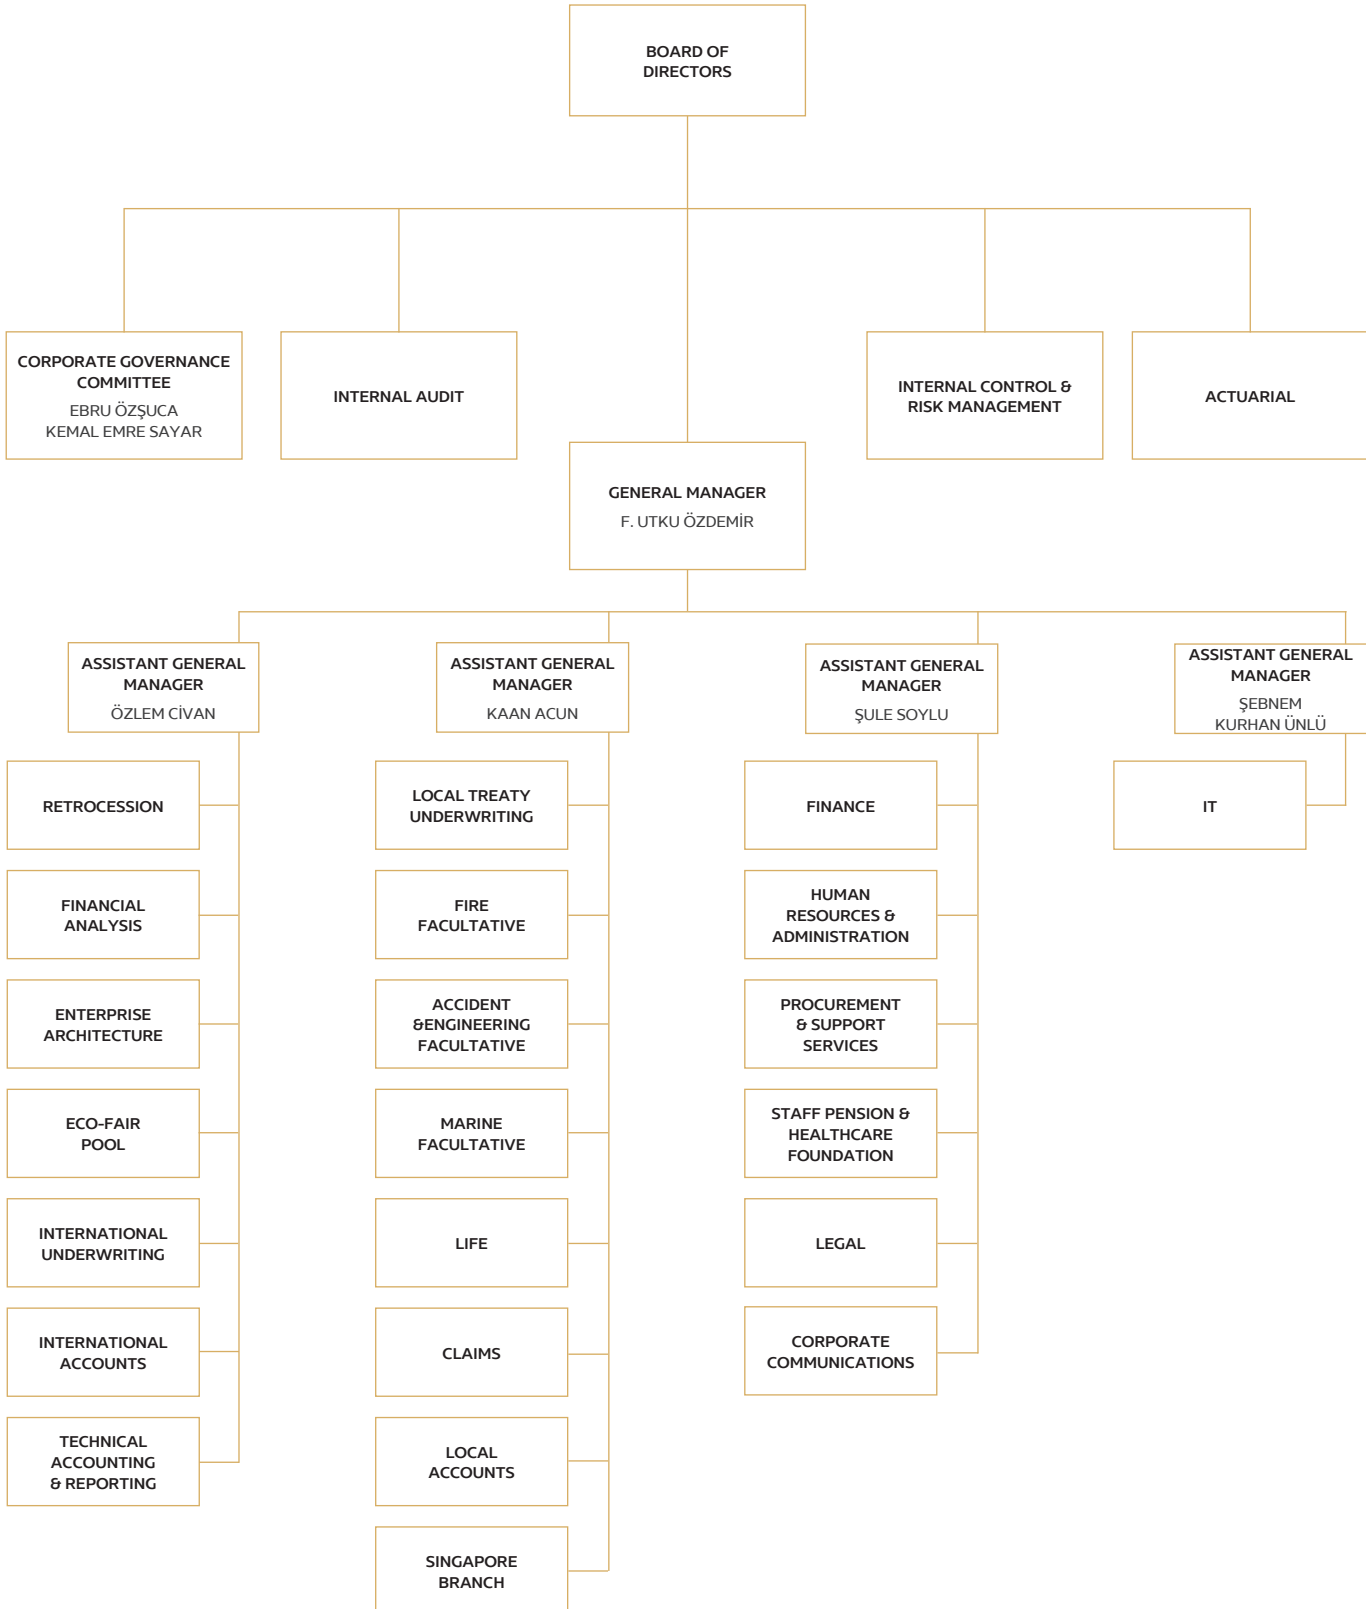 BOARD OF
DIRECTORS
CORPORATE GOVERNANCE
COMMITTEE
EBRU ÖZŞUCA
KEMAL EMRE SAYAR
INTERNAL AUDIT
INTERNAL CONTROL &
RISK MANAGEMENT
ACTUARIAL
GENERAL MANAGER
F. UTKU ÖZDEMİR
ASSISTANT GENERAL
MANAGER
ÖZLEM CİVAN
ASSISTANT GENERAL
MANAGER
KAAN ACUN
ASSISTANT GENERAL
MANAGER
ŞULE SOYLU
ASSISTANT GENERAL
MANAGER
ŞEBNEM
KURHAN ÜNLÜ
RETROCESSION
FINANCIAL
ANALYSIS
ENTERPRISE
ARCHITECTURE
ECO-FAIR
POOL
INTERNATIONAL
UNDERWRITING
INTERNATIONAL
ACCOUNTS
TECHNICAL
ACCOUNTING
& REPORTING
LOCAL TREATY
UNDERWRITING
FIRE
FACULTATIVE
ACCIDENT
&ENGINEERING
FACULTATIVE
MARINE
FACULTATIVE
LIFE
CLAIMS
LOCAL
ACCOUNTS
SINGAPORE
BRANCH
FINANCE
HUMAN
RESOURCES &
ADMINISTRATION
PROCUREMENT
& SUPPORT
SERVICES
STAFF PENSION &
HEALTHCARE
FOUNDATION
LEGAL
CORPORATE
COMMUNICATIONS
IT